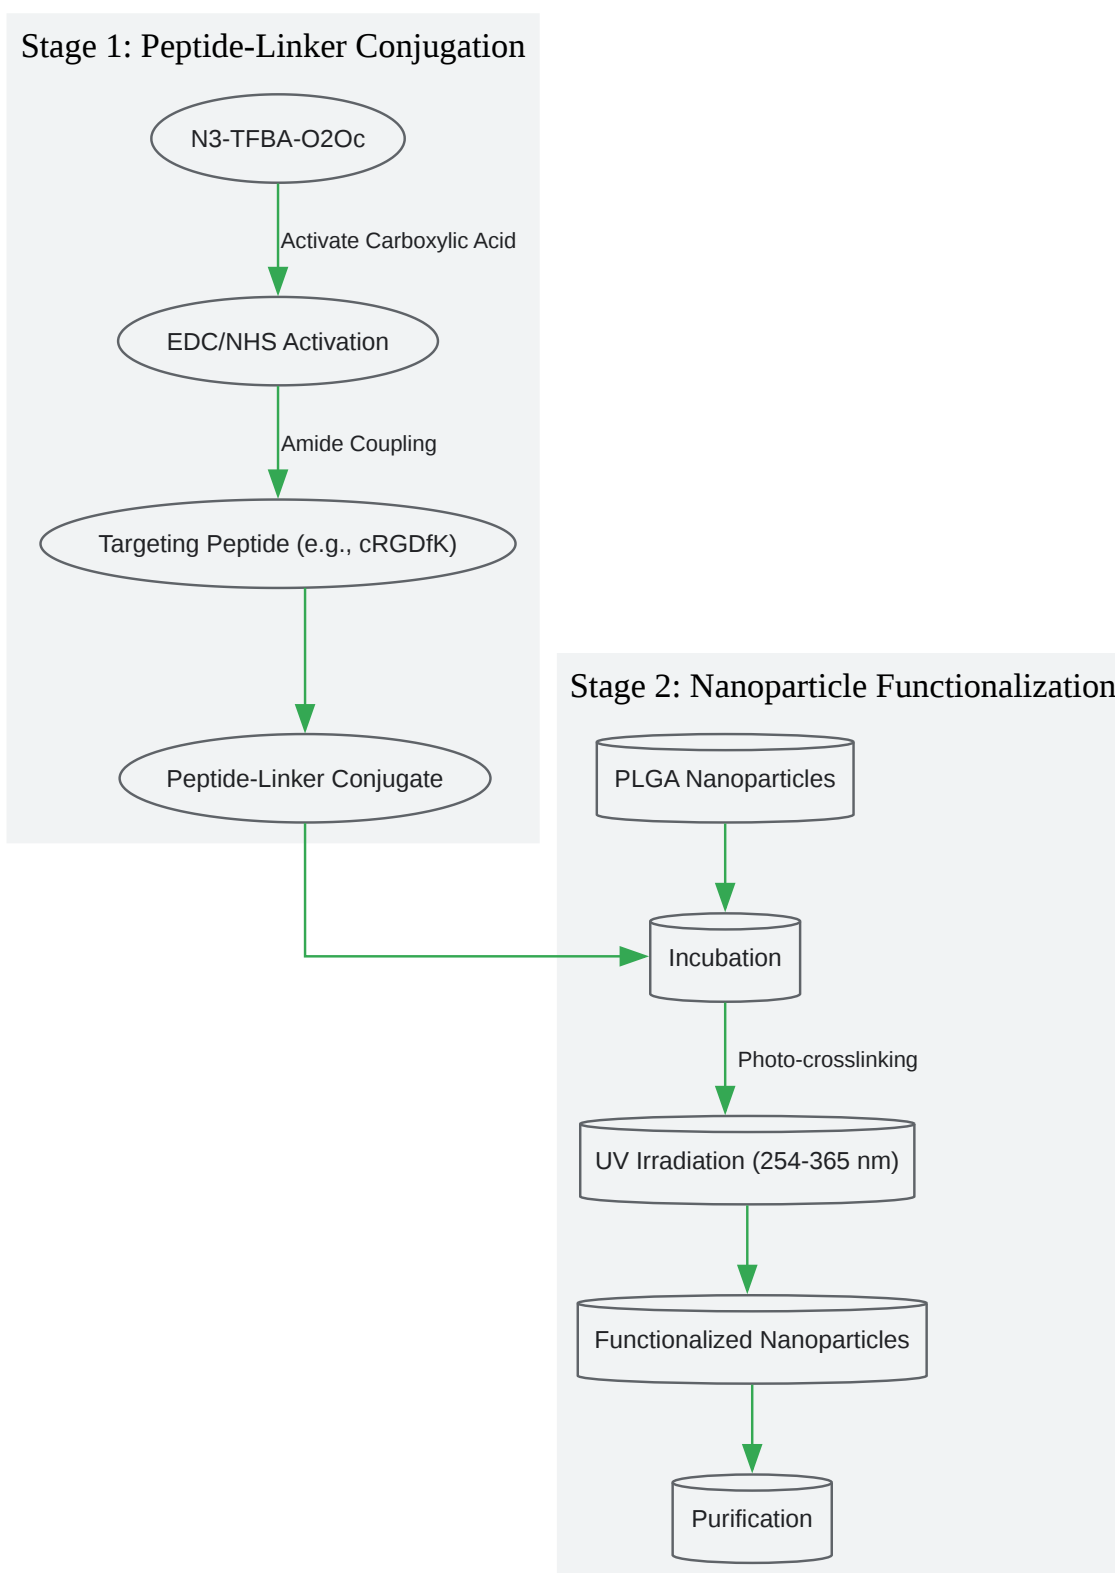 Stage 1: Peptide-Linker Conjugation
N3-TFBA-O2Oc
Activate Carboxylic Acid
EDC/NHS Activation
Amide Coupling
Targeting Peptide (e.g., cRGDfK)
Peptide-Linker Conjugate
Stage 2: Nanoparticle Functionalization
PLGA Nanoparticles
Incubation
Photo-crosslinking
UV Irradiation (254-365 nm)
Functionalized Nanoparticles
Purification